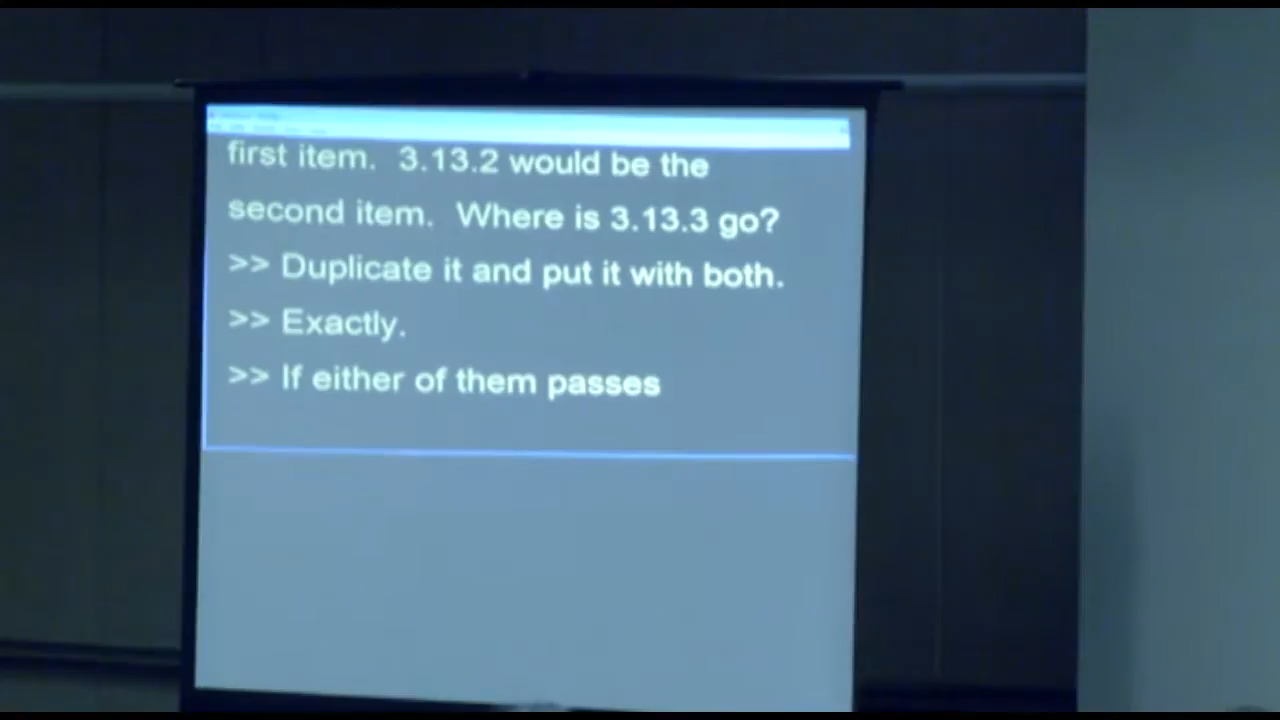 first item.  3.13.2 would be the
second item.  Where is 3.13.3 go?
>> Duplicate it and put it with both.
>> Exactly.
>> If either of them passes